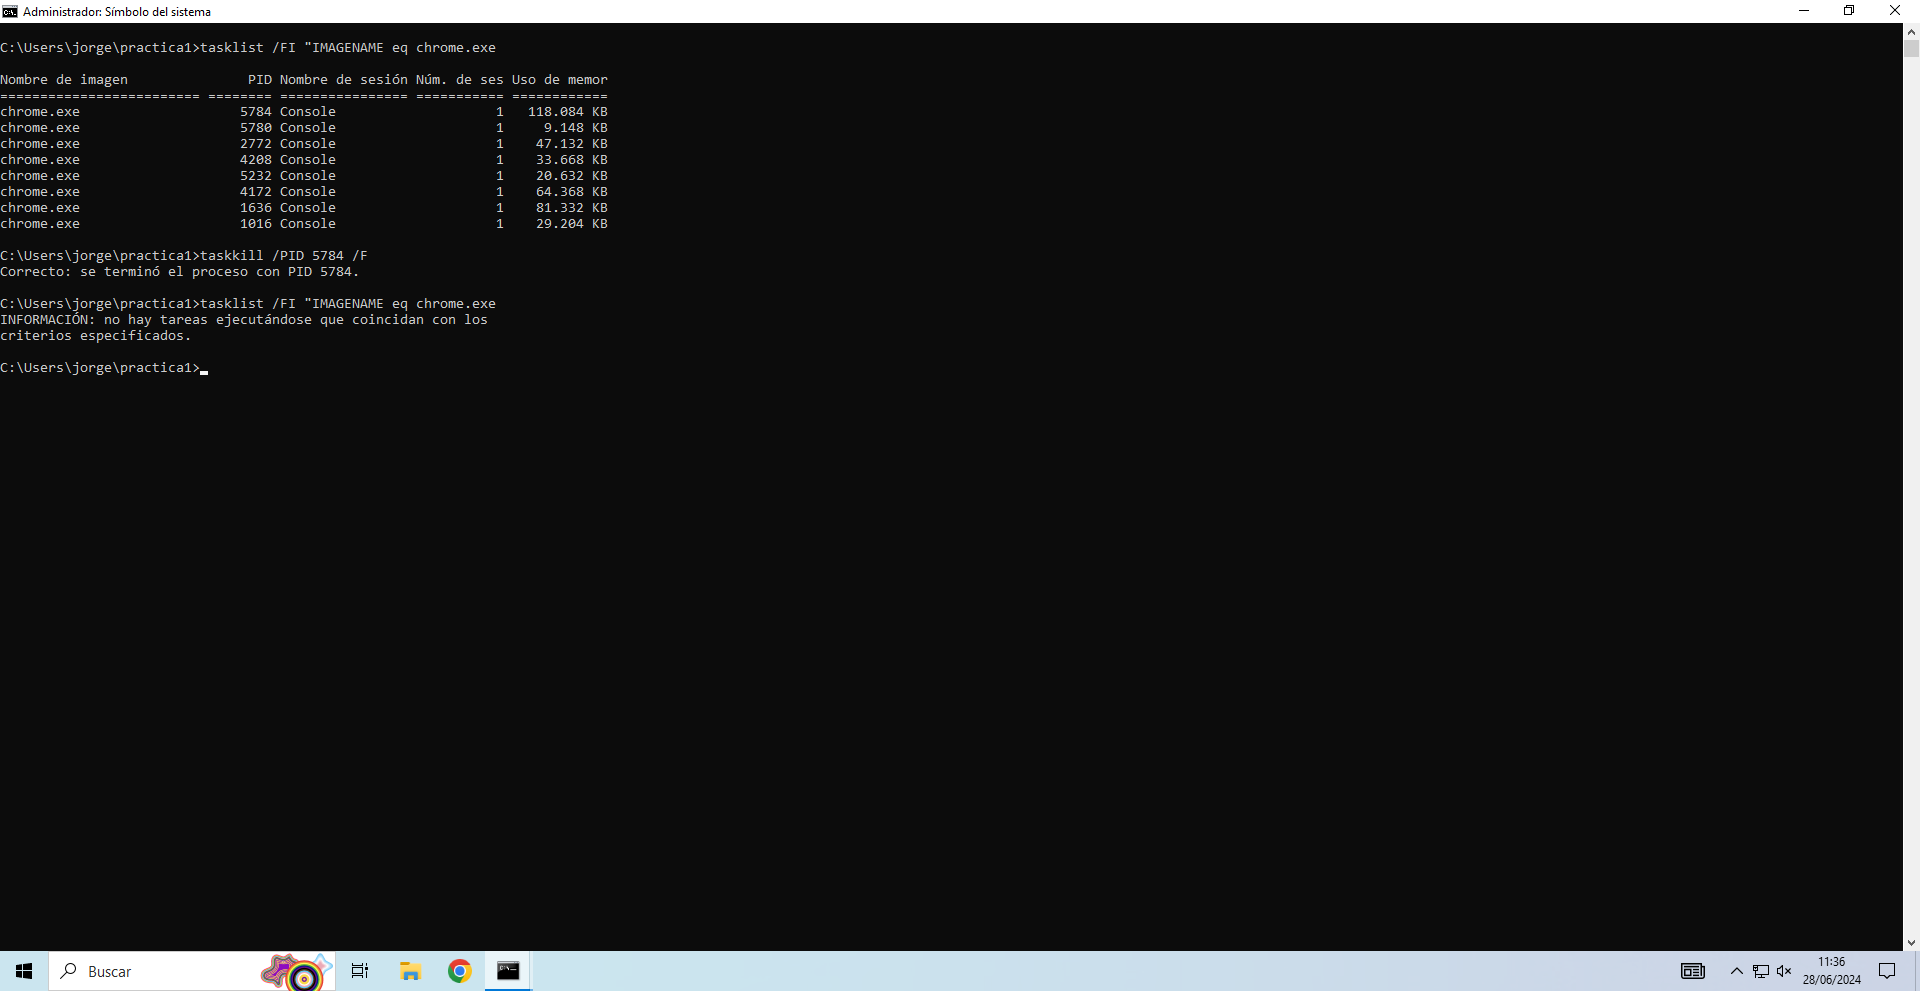 Administrador: Símbolo del sistema
C:\Users\jorge\practica1>tasklist /FI "IMAGENAME eq chrome.exe
Nombre de imagen               PID Nombre de sesión Núm. de ses Uso de memor
========================= ======== ================ =========== ============
chrome.exe                    5784 Console                    1   118.084 KB
chrome.exe                    5780 Console                    1     9.148 KB
chrome.exe                    2772 Console                    1    47.132 KB
chrome.exe                    4208 Console                    1    33.668 KB
chrome.exe                    5232 Console                    1    20.632 KB
chrome.exe                    4172 Console                    1    64.368 KB
chrome.exe                    1636 Console                    1    81.332 KB
chrome.exe                    1016 Console                    1    29.204 KB
C:\Users\jorge\practica1>taskkill /PID 5784 /F
Correcto: se terminó el proceso con PID 5784.
C:\Users\jorge\practica1>tasklist /FI "IMAGENAME eq chrome.exe
INFORMACIÓN: no hay tareas ejecutándose que coincidan con los
criterios especificados.
C:\Users\jorge\practica1>
Buscar
11:36
28/06/2024